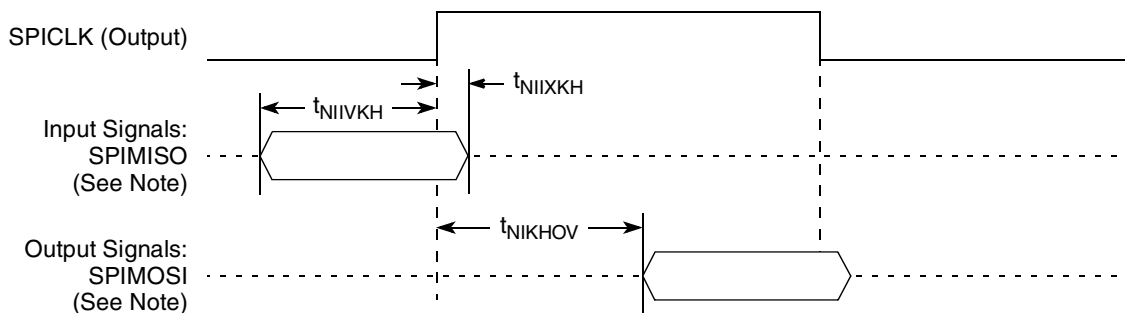 SPICLK (Output)
tNIIXKH
tNIIVKH
Input Signals:
SPIMISO
(See Note)
tNIKHOV
Output Signals:
SPIMOSI
(See Note)